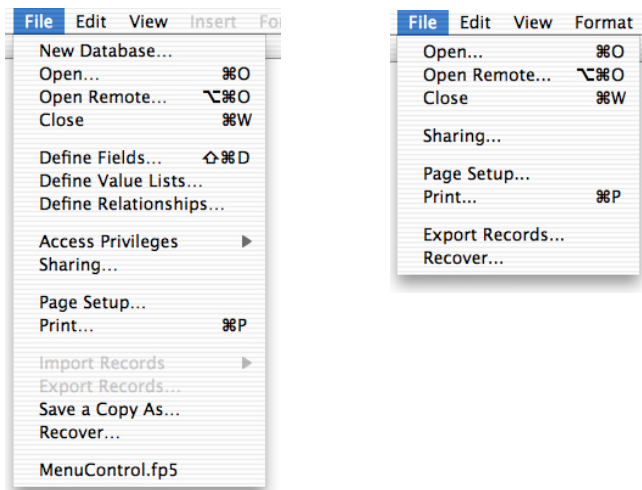 File Edit View Insert For
New Database...
Open... ⌘O
Open Remote... ⌥⌘O
Close ⌘W
Define Fields... ⇧⌘D
Define Value Lists...
Define Relationships...
Access Privileges ▶
Sharing...
Page Setup...
Print... ⌘P
Import Records ▶
Export Records...
Save a Copy As...
Recover...
MenuControl.fp5
File Edit View Format
Open... ⌘O
Open Remote... ⌥⌘O
Close ⌘W
Sharing...
Page Setup...
Print... ⌘P
Export Records...
Recover...